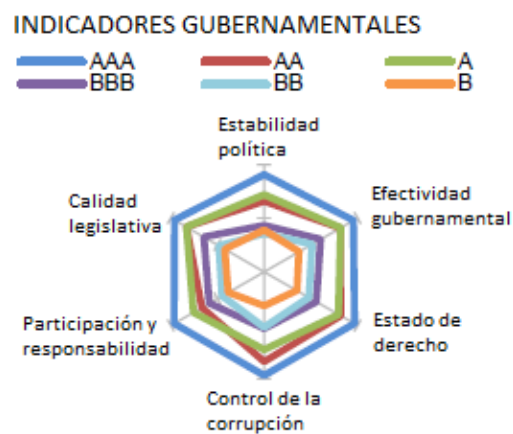 INDICADORES GUBERNAMENTALES
AAA AA A
BBB BB B
Estabilidad
política
Efectividad
gubernamental
Calidad
legislativa
Estado de
derecho
Participación y
responsabilidad
Control de la
corrupción